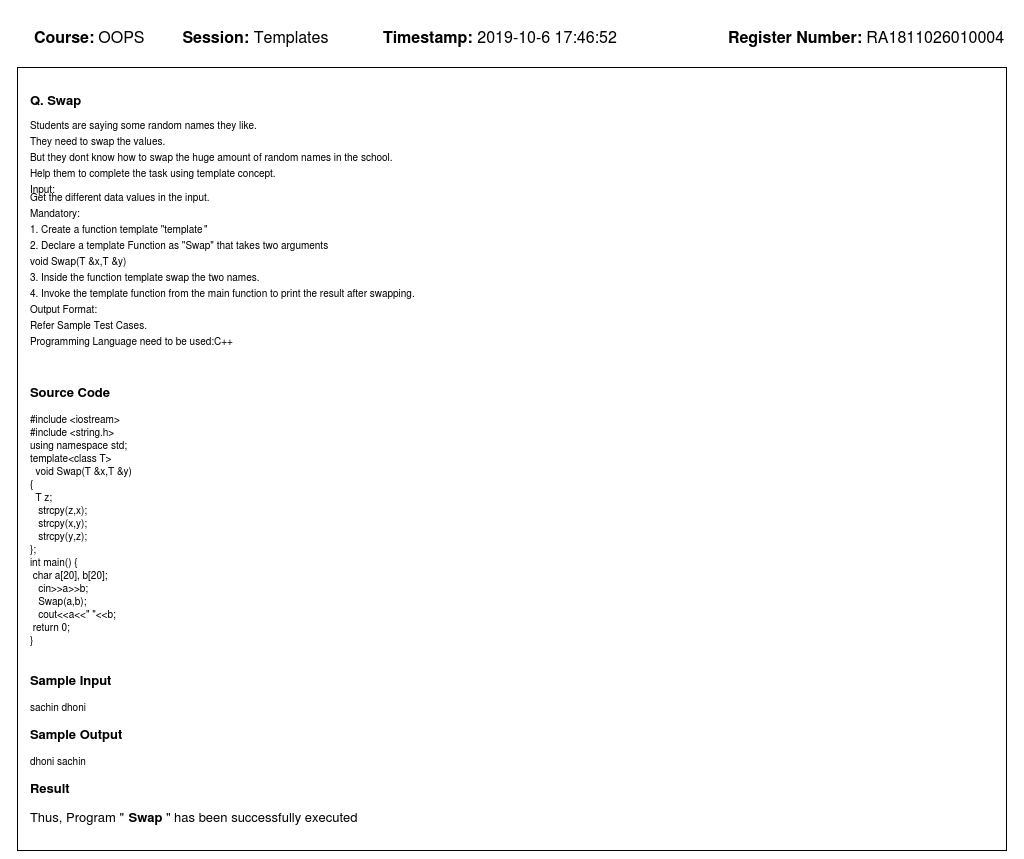 Course: OOPS Session: Templates Timestamp: 2019-10-6 17:46:52 Register Number: RA1811026010004
Q. Swap
Students are saying some random names they like.
They need to swap the values.
But they dont know how to swap the huge amount of random names in the school.
Help them to complete the task using template concept.
Input:
Get the different data values in the input.
Mandatory:
1. Create a function template "template"
2. Declare a template Function as "Swap" that takes two arguments
void Swap(T &x,T &y)
3. Inside the function template swap the two names.
4. Invoke the template function from the main function to print the result after swapping.
Output Format:
Refer Sample Test Cases.
Programming Language need to be used:C++
Source Code
#include <iostream>
#include <string.h>
using namespace std;
template<class T>
void Swap(T &x,T &y)
{
T z;
strcpy(z,x);
strcpy(x,y);
strcpy(y,z);
};
int main() {
char a[20], b[20];
cin>>a>>b;
Swap(a,b);
cout<<a<<" "<<b;
return 0;
}
Sample Input
sachin dhoni
Sample Output
dhoni sachin
Result
Thus, Program " Swap " has been successfully executed